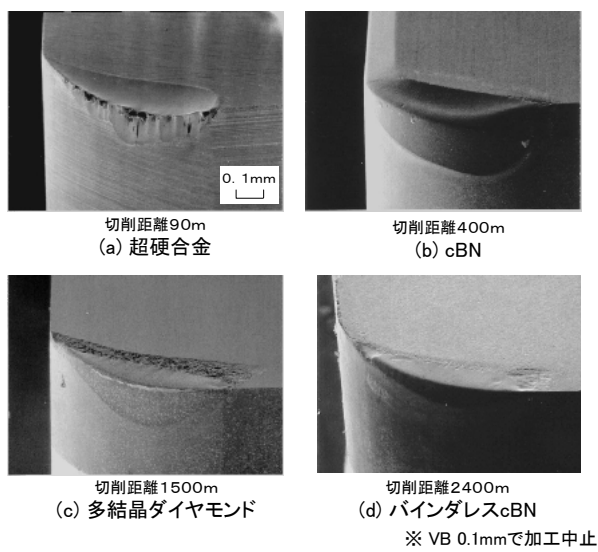 0. 1mm
切削距離90m
(a) 超硬合金
切削距離400m
(b) cBN
切削距離1500m
(c) 多結晶ダイヤモンド
切削距離2400m
(d) バインダレスcBN
※ VB 0.1mmで加工中止